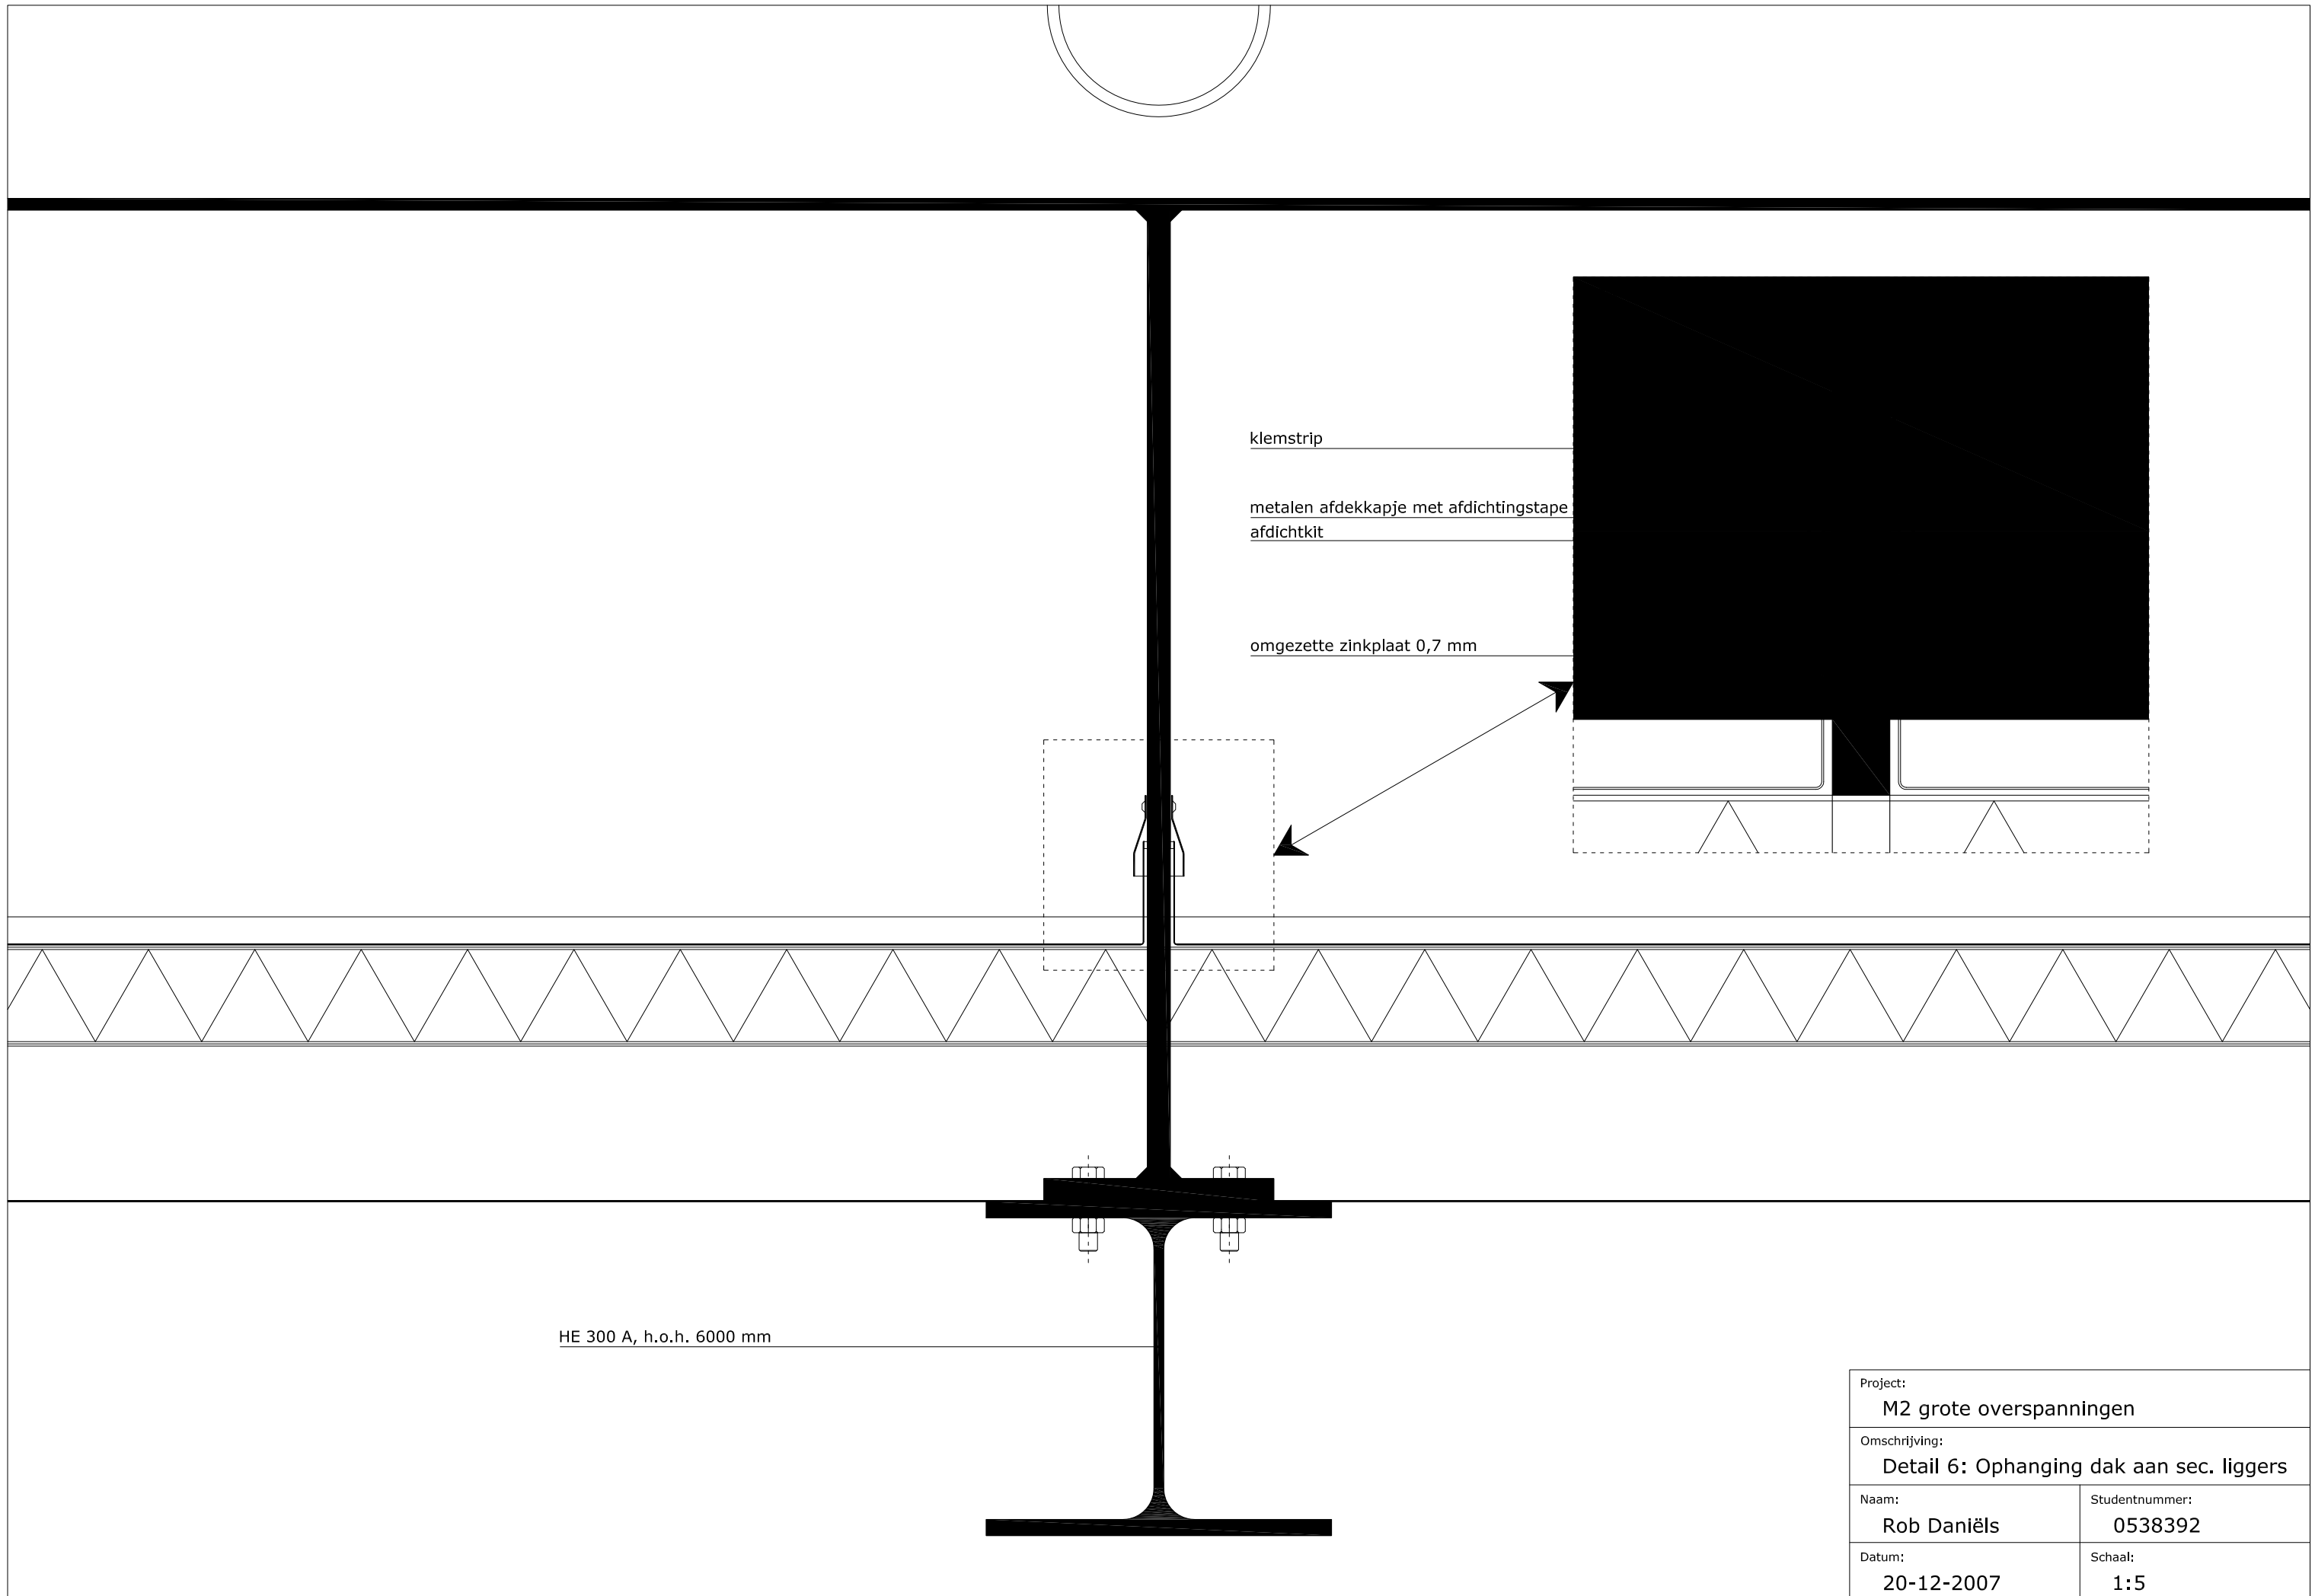 klemstrip
metalen afdekkapje met afdichtingstape
afdichtkit
omgezette zinkplaat 0,7 mm
HE 300 A, h.o.h. 6000 mm
Project:
M2 grote overspanningen
Omschrijving:
Detail 6: Ophanging dak aan sec. liggers
Naam:
Rob Daniëls
Studentnummer:
0538392
Datum:
20-12-2007
Schaal:
1:5